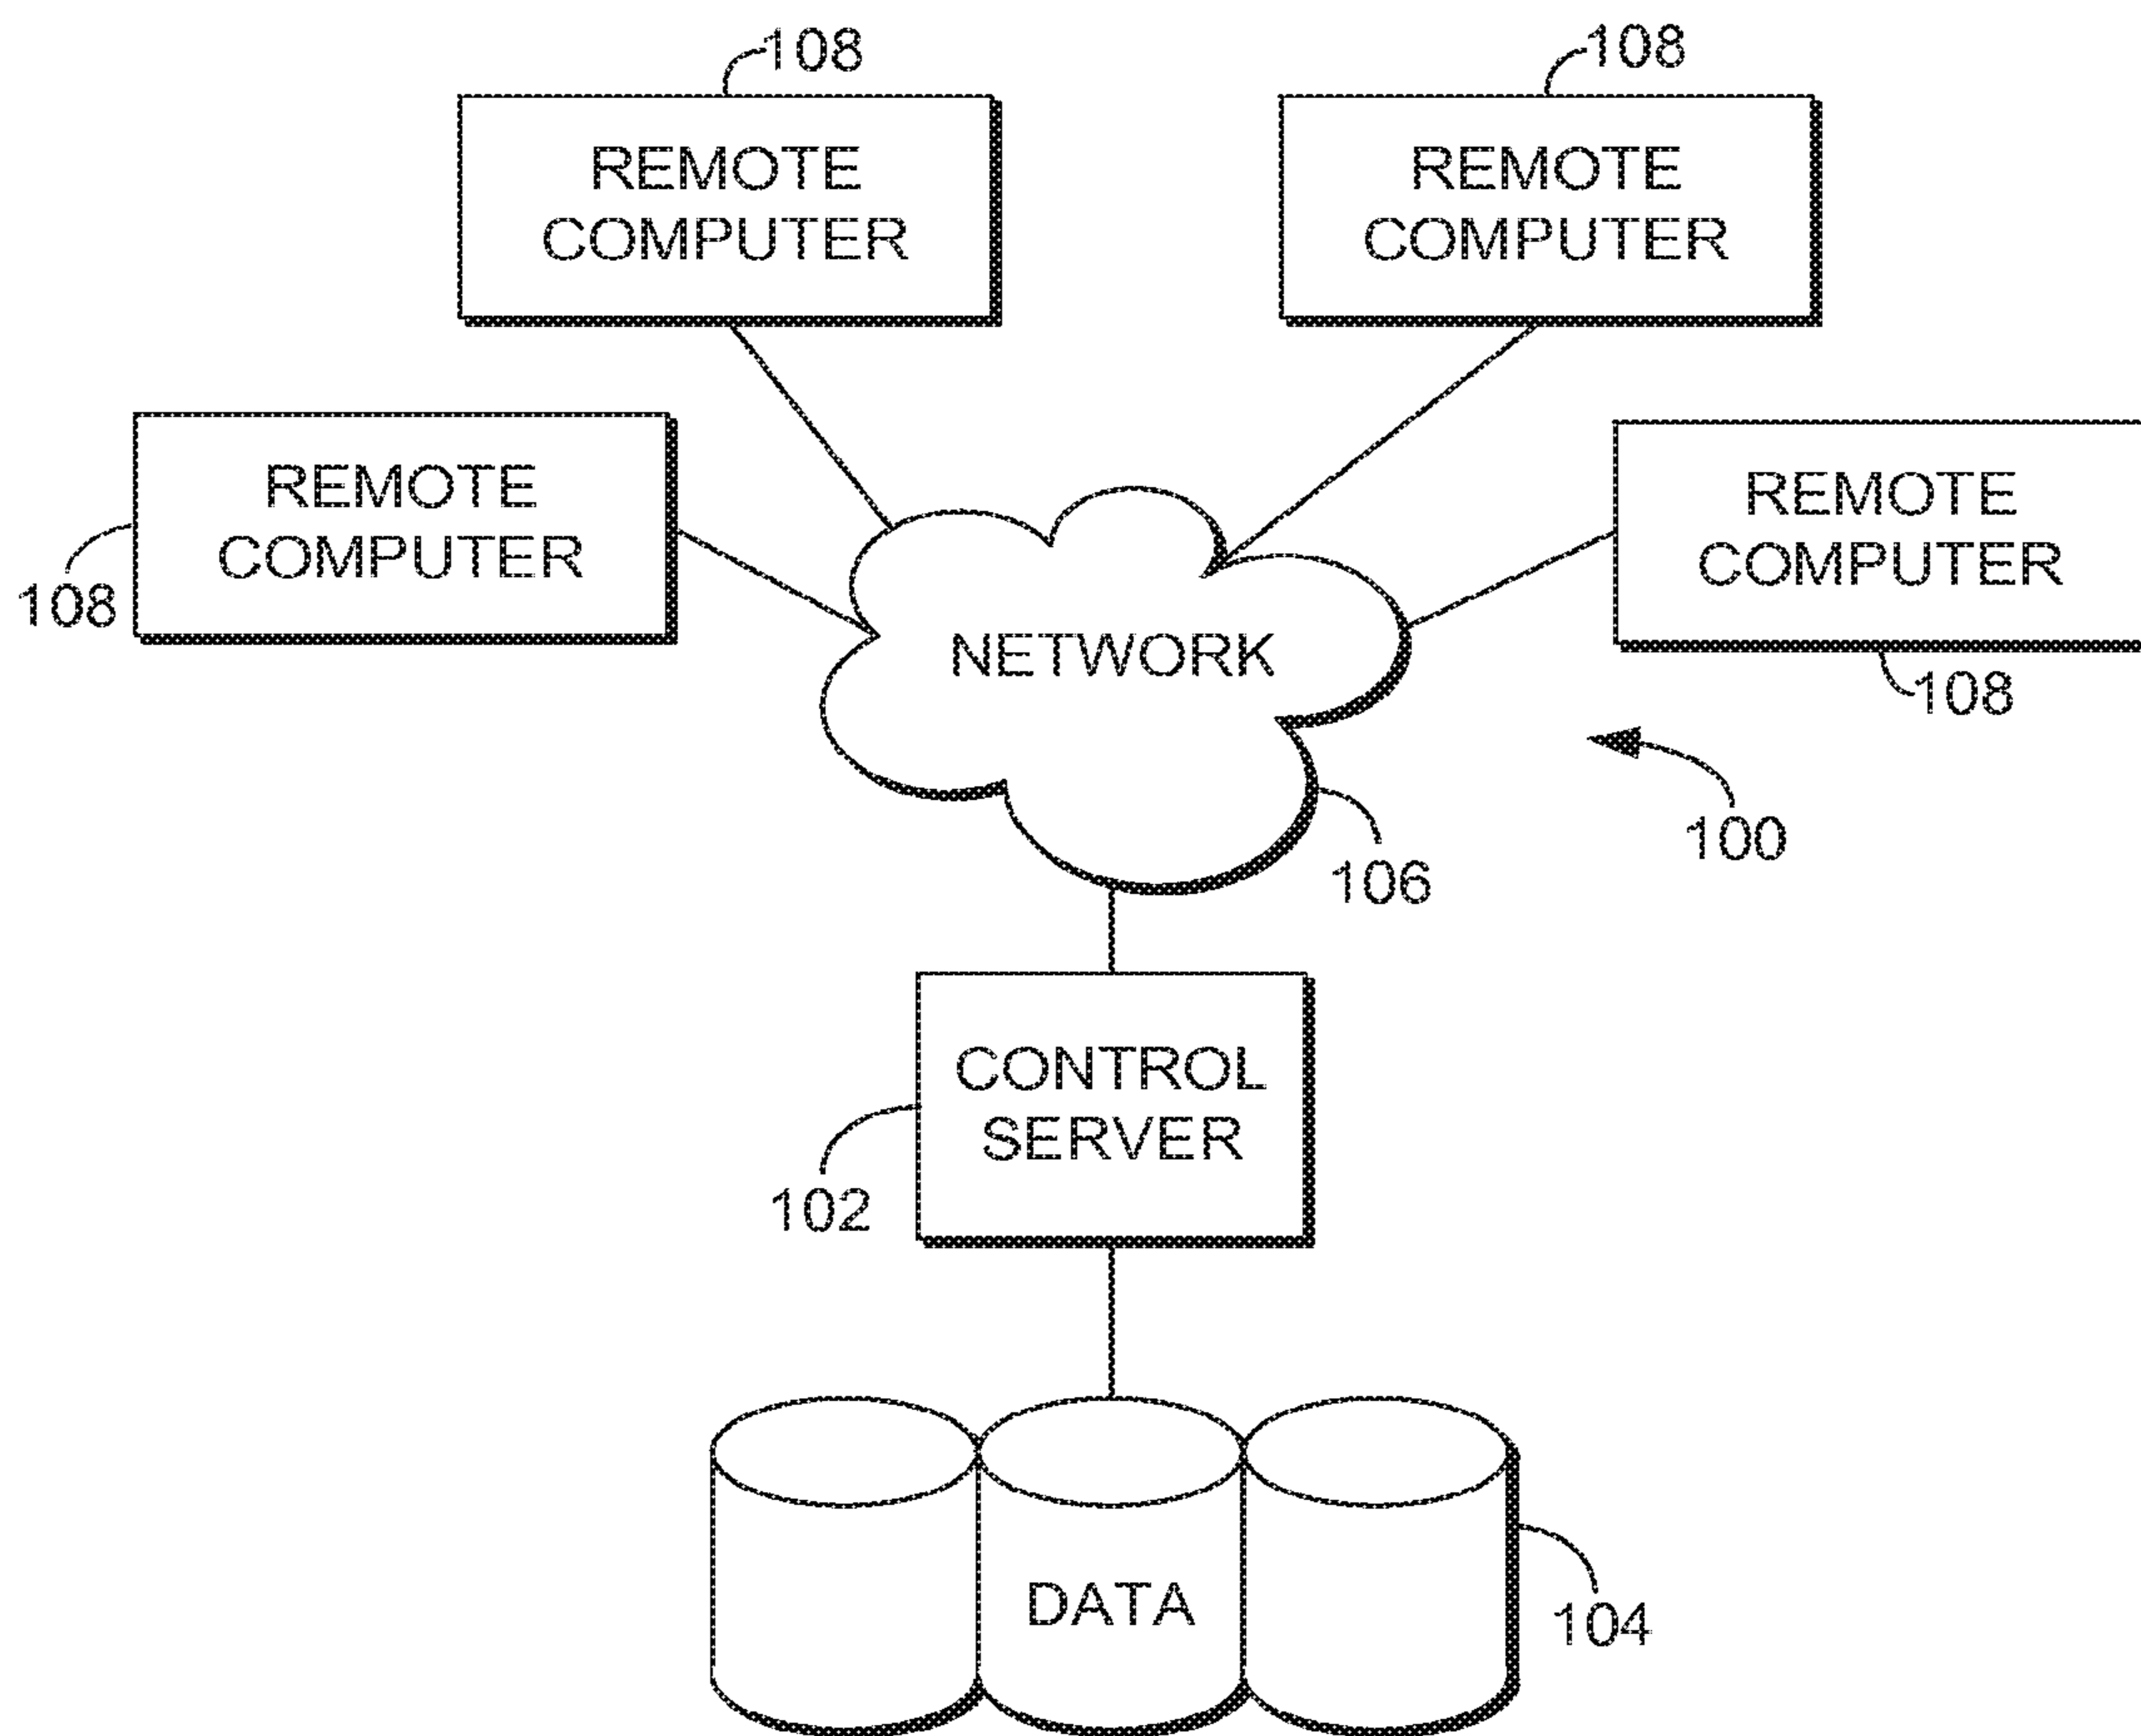 108
108
REMOTE
COMPUTER
REMOTE
COMPUTER
REMOTE
COMPUTER
REMOTE
COMPUTER
108
108
NETWORK
100
106
CONTROL
SERVER
102
DATA
104